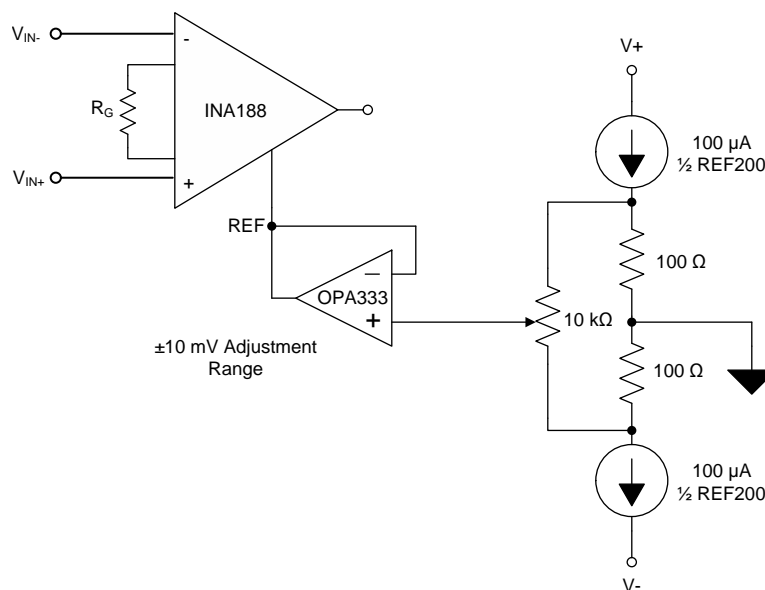 V+
VIN-
-
RG
INA188
VIN+
+
100 µA
½ REF200
REF
100 Ω
–
OPA333
+
10 kΩ
±10 mV Adjustment
Range
100 Ω
100 µA
½ REF200
V-